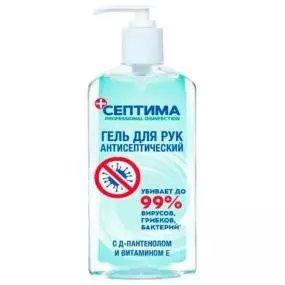 СЕПТИМА
PROFESSIONAL DISINFECTION
ГЕЛЬ ДЛЯ РУК
АНТИСЕПТИЧЕСКИЙ
УБИВАЕТ ДО
99%
ВИРУСОВ,
ГРИБКОВ,
БАКТЕРИЙ
С Д-ПАНТЕНОЛОМ
И ВИТАМИНОМ Е